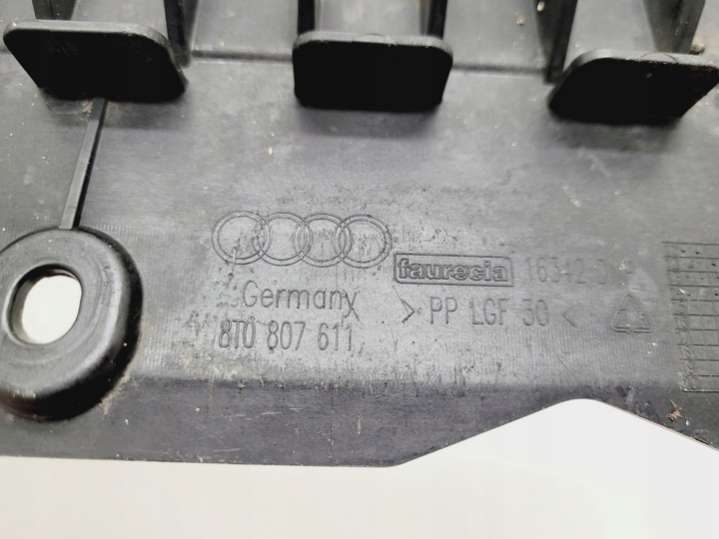 faurecia
Germany
> PP LGF 30 <
8T0 807 611